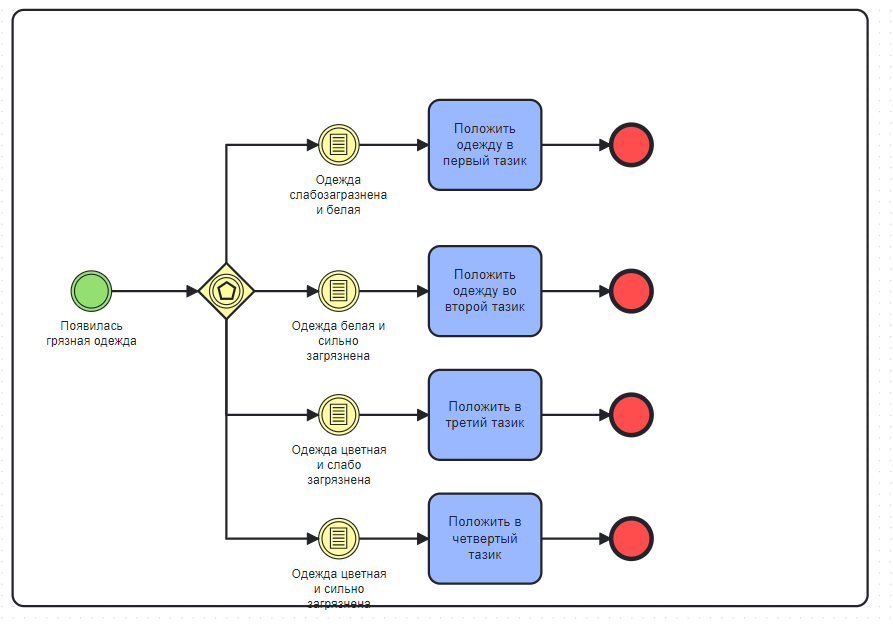 Положить
одежду в
первый тазик
Одежда
слабозагразнена
и белая
Положить
одежду во
второй тазик
Появилась
грязная одежда
Одежда белая и
сильно
загрязнена
Положить в
третий тазик
Одежда цветная
и слабо
загрязнена
Положить в
четвертый
тазик
Одежда цветная
и сильно
загрязнена